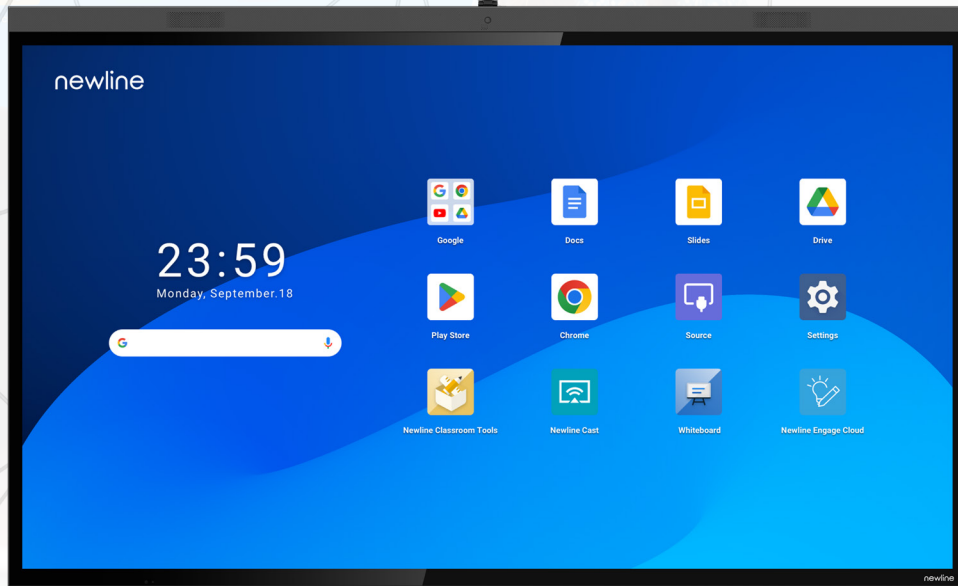 newline
23:59
Monday, September.18
Google
Docs
Slides
Drive
Play Store
Chrome
Source
Settings
Newline Classroom Tools
Newline Cast
Whiteboard
Newline Engage Cloud
newline